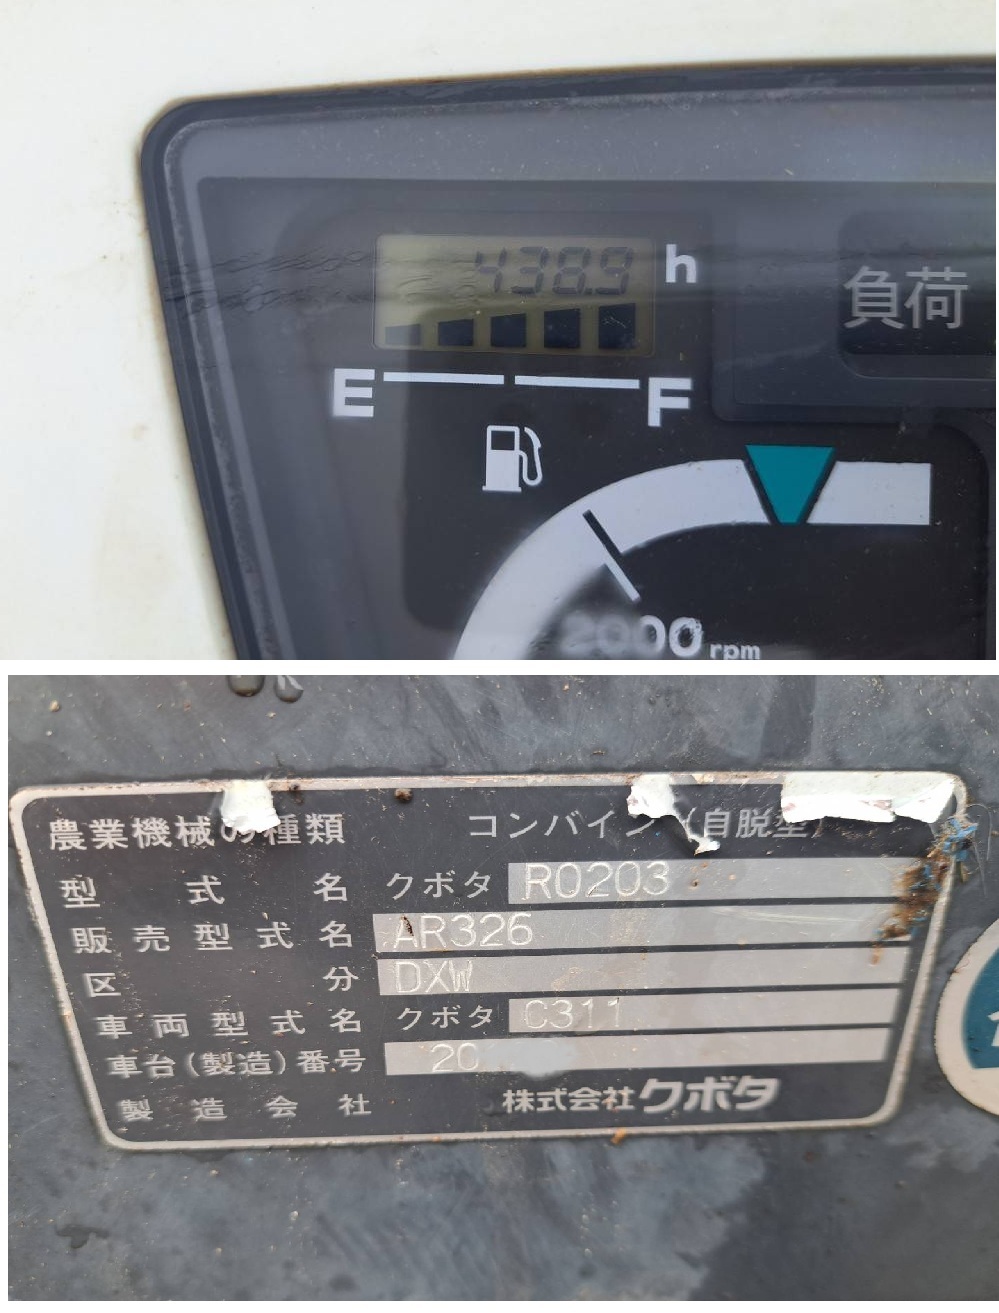 438.9 h
負荷
E F
2000 rpm
農業機械の種類 コンバイン (自脱型)
型式名 クボタ R0203
販売型式名 AR326
区分 DXW
車両型式名 クボタ C311
車台(製造)番号 20
製造会社 株式会社クボタ